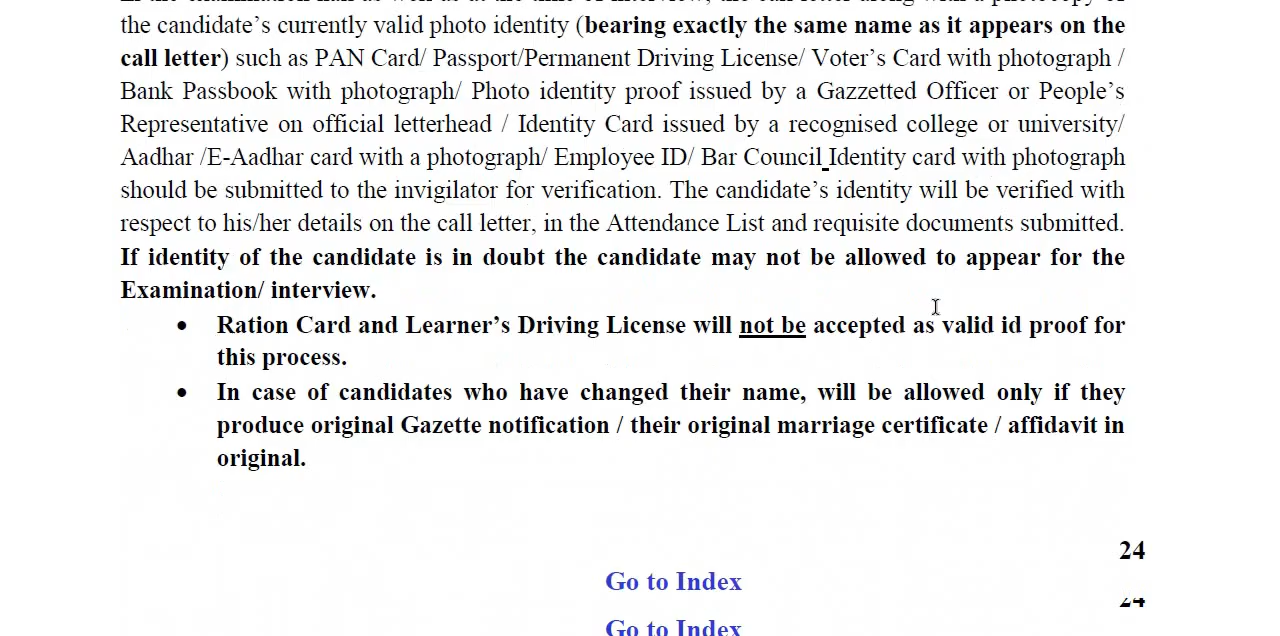 the candidate’s currently valid photo identity (bearing exactly the same name as it appears on the
call letter) such as PAN Card/ Passport/Permanent Driving License/ Voter’s Card with photograph /
Bank Passbook with photograph/ Photo identity proof issued by a Gazzetted Officer or People’s
Representative on official letterhead / Identity Card issued by a recognised college or university/
Aadhar /E-Aadhar card with a photograph/ Employee ID/ Bar Council Identity card with photograph
should be submitted to the invigilator for verification. The candidate’s identity will be verified with
respect to his/her details on the call letter, in the Attendance List and requisite documents submitted.
If identity of the candidate is in doubt the candidate may not be allowed to appear for the
Examination/ interview.
• Ration Card and Learner’s Driving License will not be accepted as valid id proof for
this process.
• In case of candidates who have changed their name, will be allowed only if they
produce original Gazette notification / their original marriage certificate / affidavit in
original.
24
Go to Index
Go to Index